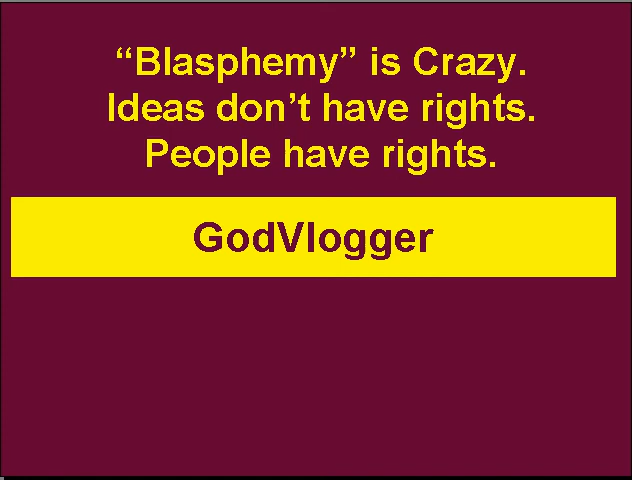 “Blasphemy” is Crazy.
Ideas don’t have rights.
People have rights.
GodVlogger